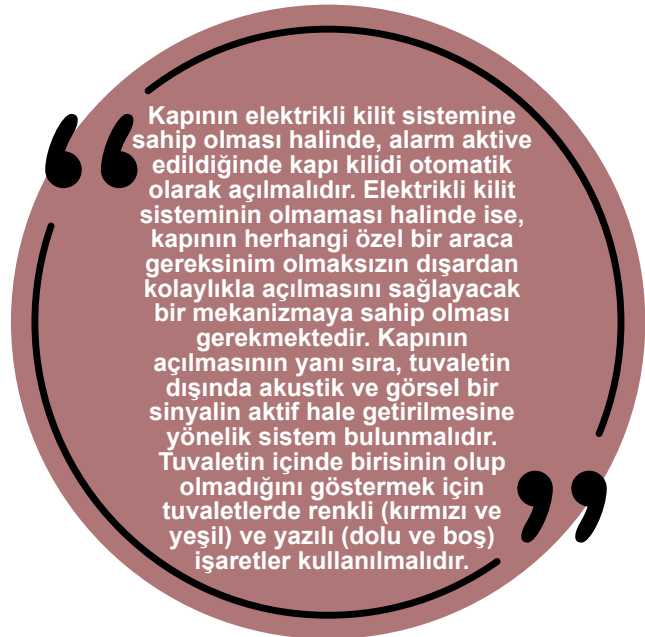 Kapının elektrikli kilit sistemine
sahip olması halinde, alarm aktive
edildiğinde kapı kilidi otomatik
olarak açılmalıdır. Elektrikli kilit
sisteminin olmaması halinde ise,
kapının herhangi özel bir araca
gereksinim olmaksızın dışardan
kolaylıkla açılmasını sağlayacak
bir mekanizmaya sahip olması
gerekmektedir. Kapının
açılmasının yanı sıra, tuvaletin
dışında akustik ve görsel bir
sinyalin aktif hale getirilmesine
yönelik sistem bulunmalıdır.
Tuvaletin içinde birisinin olup
olmadığını göstermek için
tuvaletlerde renkli (kırmızı ve
yeşil) ve yazılı (dolu ve boş)
işaretler kullanılmalıdır.